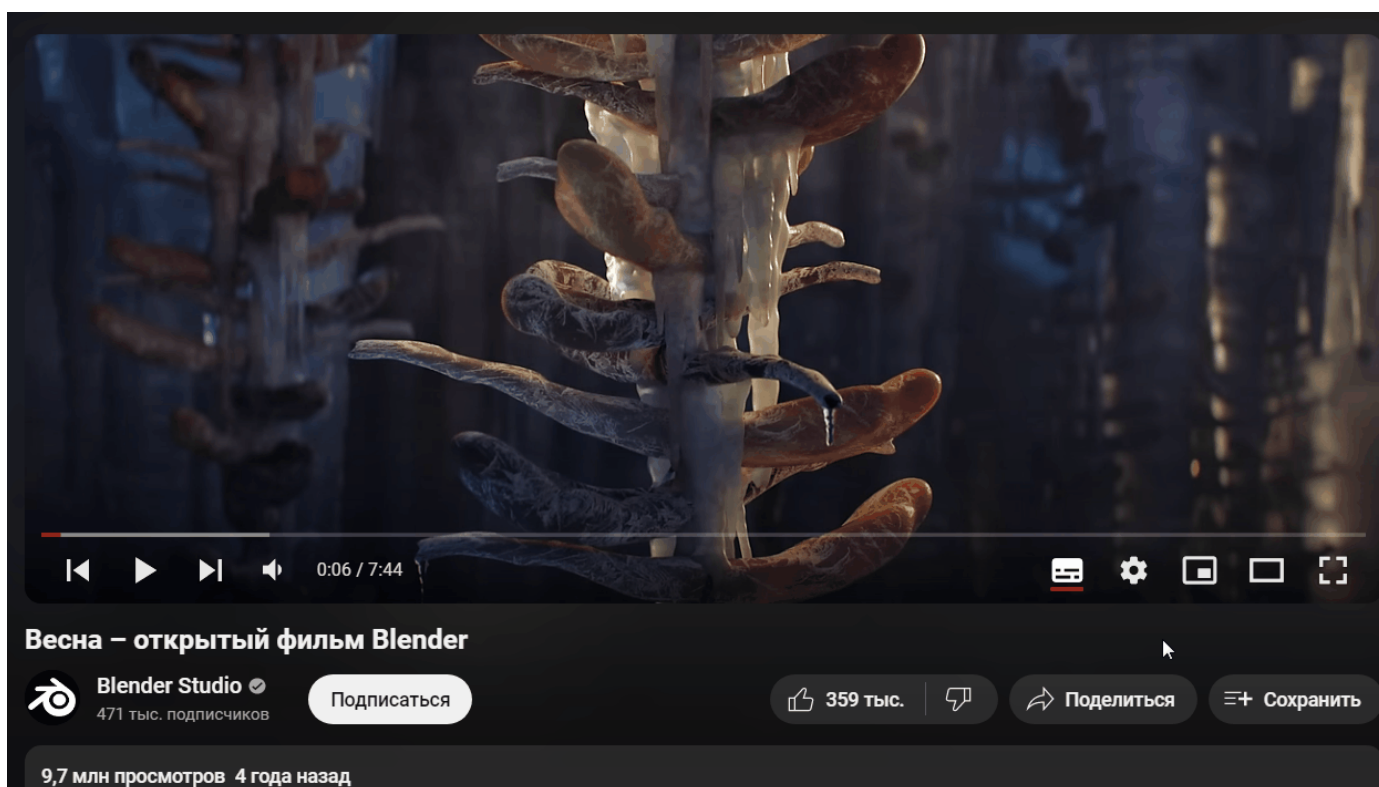 0:06 / 7:44
Весна – открытый фильм Blender
Blender Studio
471 тыс. подписчиков
Подписаться
359 тыс.
Поделиться
Сохранить
9,7 млн просмотров 4 года назад